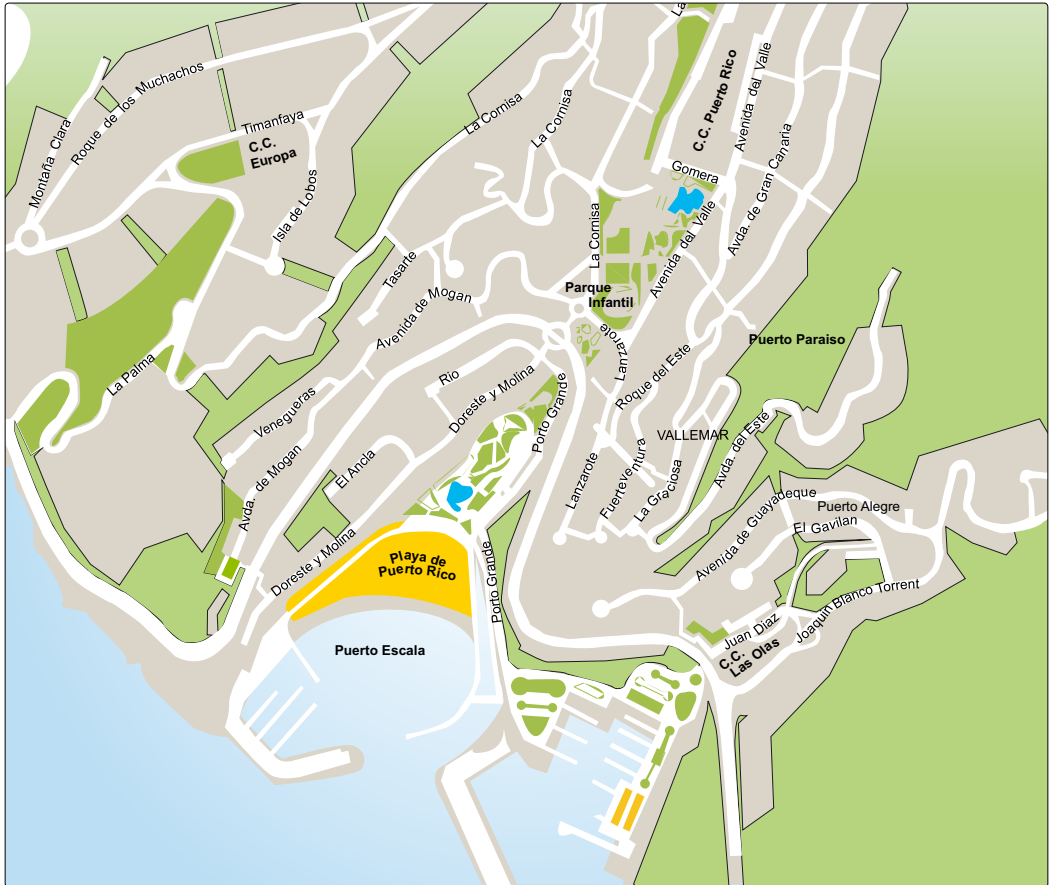 La
C.C. Puerto Rico
Avenida del Valle
La Cornisa
La Cornisa
Roque de los Muchachos
Montaña Clara
Timanfaya
C.C.
Europa
Isla de Lobos
Gomera
Avda. de Gran Canaria
La Cornisa
Avenida del Valle
Tasarte
Avenida de Mogan
Parque
Infantil
Lanzarote
Puerto Paraiso
La Palma
Rio
Doreste y Molina
Roque del Este
Porto Grande
Venegueras
VALLEMAR
Avda. del Este
El Ancla
Avda. de Mogan
Lanzarote
Fuerteventura
La Graciosa
Avenida de Guayadeque
Puerto Alegre
El Gavilan
Doreste y Molina
Playa de
Puerto Rico
Porto Grande
Joaquin Blanco Torrent
Juan Diaz
C.C.
Las Olas
Puerto Escala